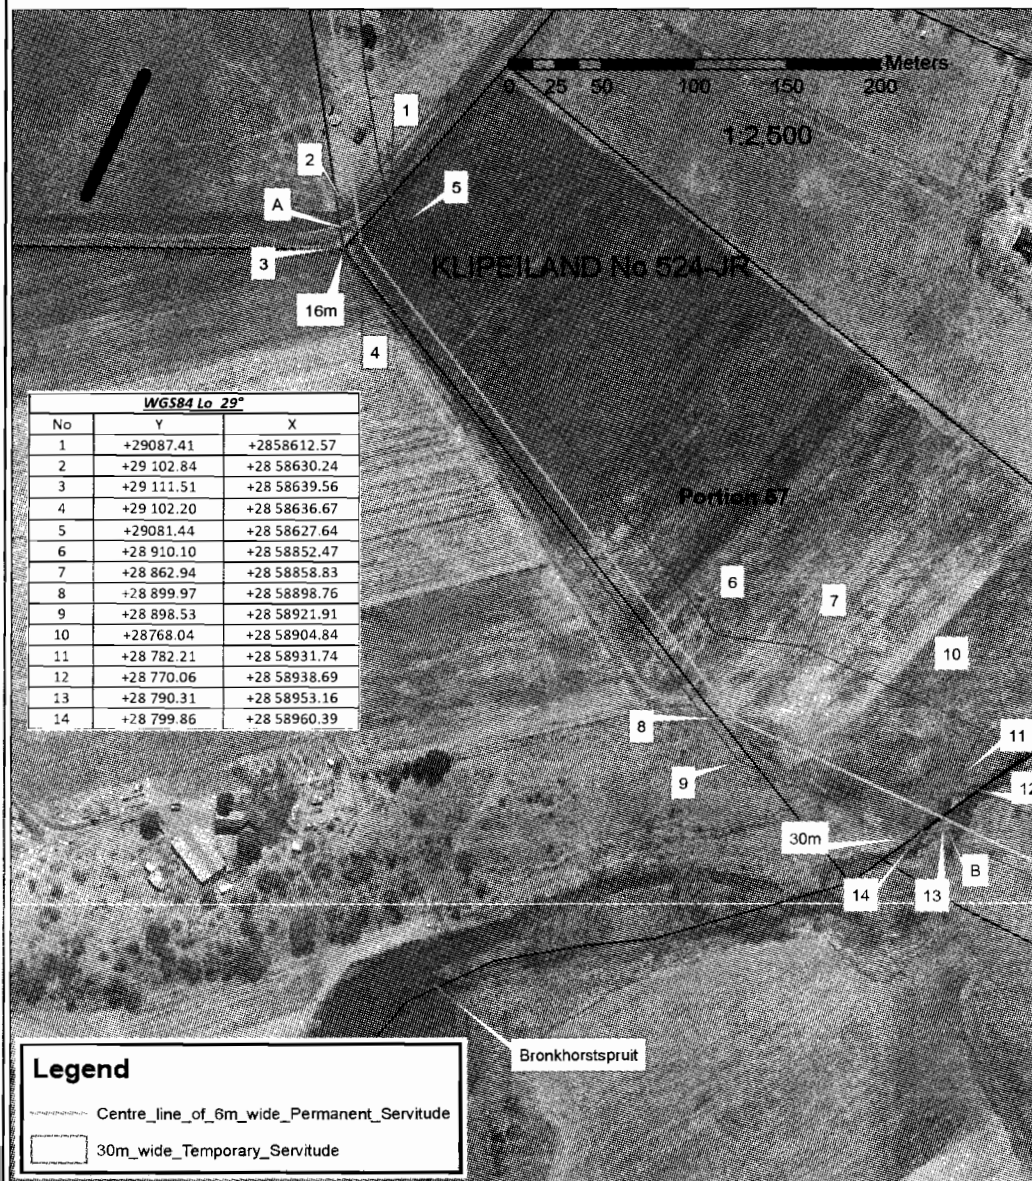 Meters
0 25 50 100 150 200
1:2,500
1
2
A
5
3
16m
KLIPEILAND No 524-JR
4
WGS84 Lo 29°
No Y X
1 +29087.41 +2858612.57
2 +29 102.84 +28 58630.24
3 +29 111.51 +28 58639.56
4 +29 102.20 +28 58636.67
5 +29081.44 +28 58627.64
6 +28 910.10 +28 58852.47
7 +28 862.94 +28 58858.83
8 +28 899.97 +28 58898.76
9 +28 898.53 +28 58921.91
10 +28768.04 +28 58904.84
11 +28 782.21 +28 58931.74
12 +28 770.06 +28 58938.69
13 +28 790.31 +28 58953.16
14 +28 799.86 +28 58960.39
Portion 57
6
7
10
8
11
9
12
30m
B
14
13
Bronkhorstspruit
Legend
Centre_line_of_6m_wide_Permanent_Servitude
30m_wide_Temporary_Servitude